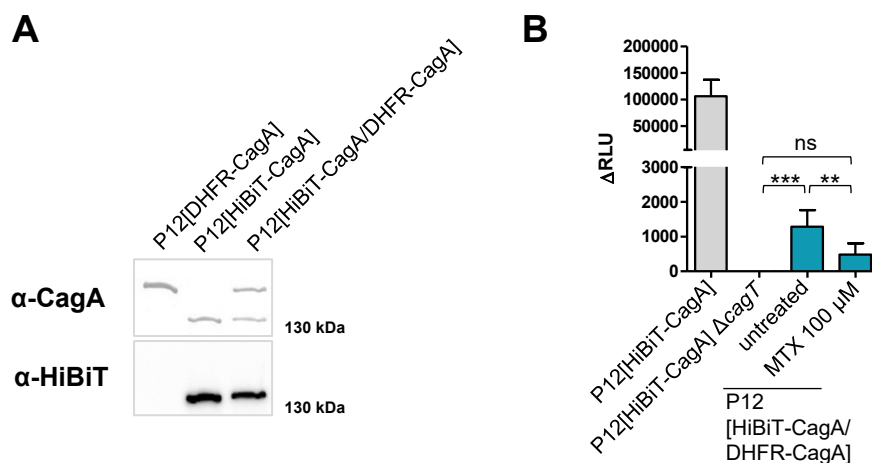 A
P12[DHFR-CagA]
P12[HiBiT-CagA]
P12[HiBiT-CagA/DHFR-CagA]
α-CagA
130 kDa
α-HiBiT
130 kDa
B
ΔRLU
200000
150000
100000
50000
3000
2000
1000
0
ns
***
**
P12[HiBiT-CagA]
P12[HiBiT-CagA] ΔcagT
untreated
MTX 100 µM
P12
[HiBiT-CagA/
DHFR-CagA]